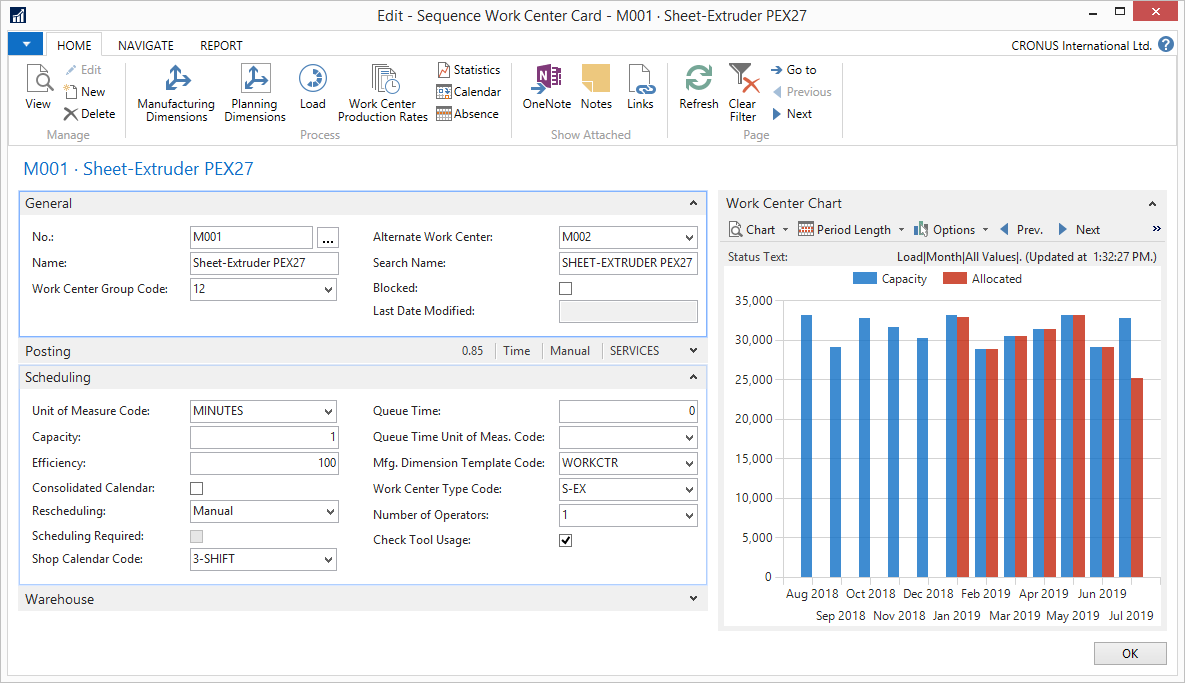 Edit - Sequence Work Center Card - M001 · Sheet-Extruder PEX27
HOME NAVIGATE REPORT CRONUS International Ltd. ?
View
Edit
New
Delete
Manage
Manufacturing Dimensions
Planning Dimensions
Load
Work Center Production Rates
Statistics
Calendar
Absence
Process
OneNote
Notes
Links
Show Attached
Refresh
Clear Filter
Go to
Previous
Next
Page
M001 · Sheet-Extruder PEX27
General
No.: M001 ... Alternate Work Center: M002
Name: Sheet-Extruder PEX27 Search Name: SHEET-EXTRUDER PEX27
Work Center Group Code: 12 Blocked:
Last Date Modified:
Posting 0.85 Time Manual SERVICES
Scheduling
Unit of Measure Code: MINUTES Queue Time: 0
Capacity: 1 Queue Time Unit of Meas. Code:
Efficiency: 100 Mfg. Dimension Template Code: WORKCTR
Consolidated Calendar: Work Center Type Code: S-EX
Rescheduling: Manual Number of Operators: 1
Scheduling Required: Check Tool Usage:
Shop Calendar Code: 3-SHIFT
Warehouse
Work Center Chart
Chart Period Length Options Prev. Next »
Status Text: Load|Month|All Values|. (Updated at 1:32:27 PM.)
Capacity Allocated
35,000
30,000
25,000
20,000
15,000
10,000
5,000
0
Aug 2018 Oct 2018 Dec 2018 Feb 2019 Apr 2019 Jun 2019
Sep 2018 Nov 2018 Jan 2019 Mar 2019 May 2019 Jul 2019
OK